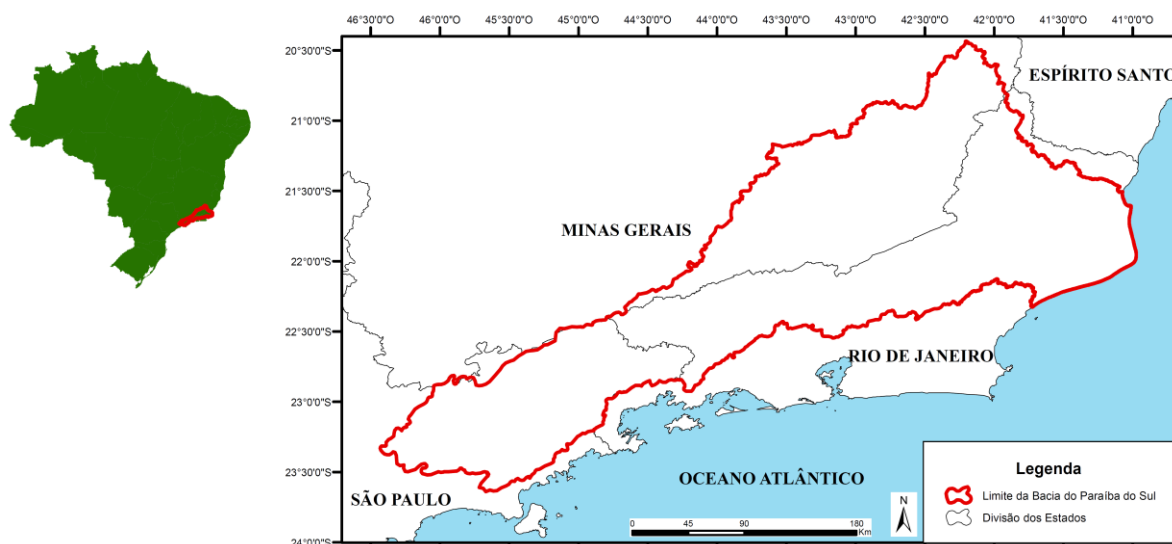 46°30'0"W 46°0'0"W 45°30'0"W 45°0'0"W 44°30'0"W 44°0'0"W 43°30'0"W 43°0'0"W 42°30'0"W 42°0'0"W 41°30'0"W 41°0'0"W
20°30'0"S
ESPÍRITO SANTO
21°0'0"S
21°30'0"S
MINAS GERAIS
22°0'0"S
22°30'0"S
RIO DE JANEIRO
23°0'0"S
23°30'0"S
OCEANO ATLÂNTICO
SÃO PAULO
24°0'0"S
N
0 45 90 180
Km
Legenda
Limite da Bacia do Paraíba do Sul
Divisão dos Estados